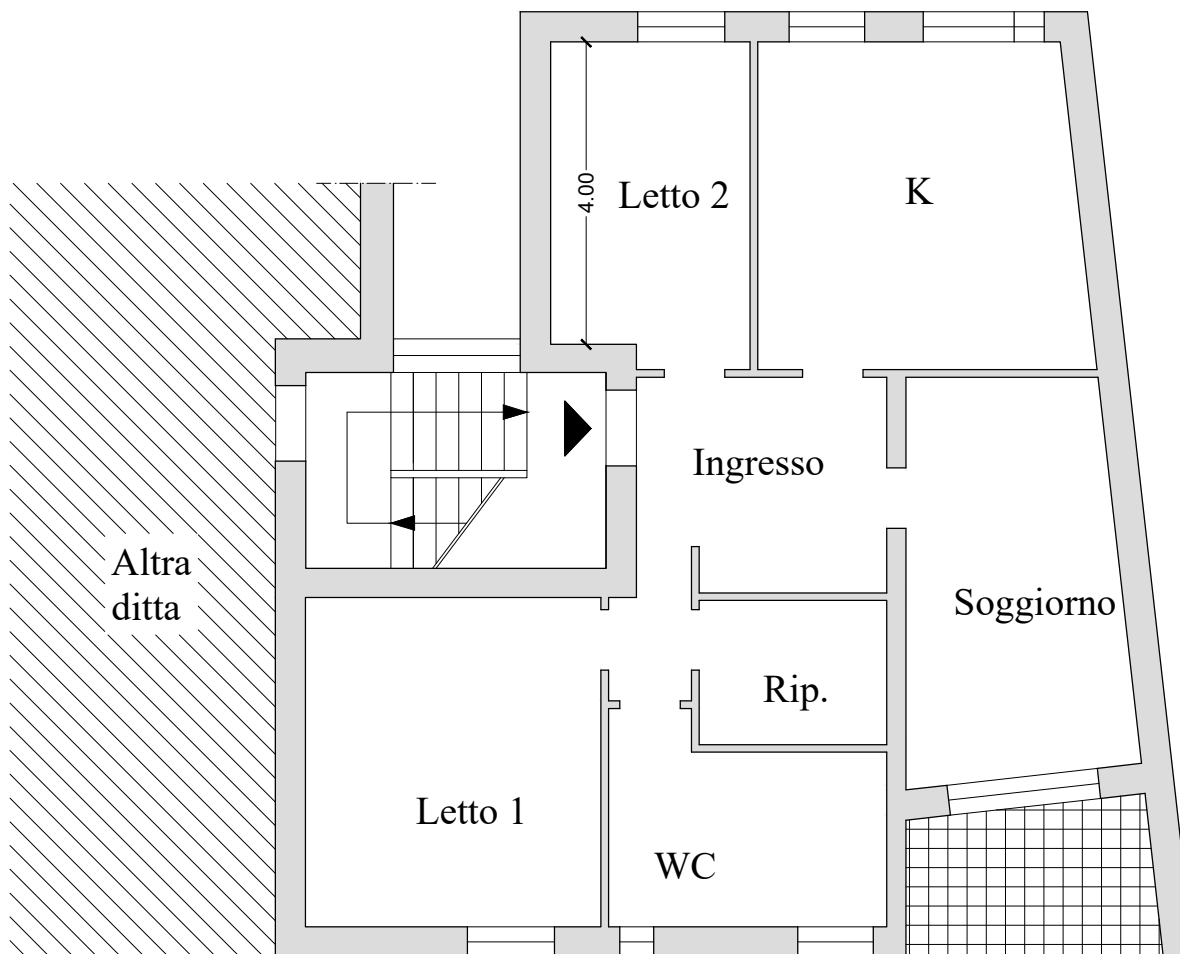 4.00
Letto 2
K
Ingresso
Altra
ditta
Soggiorno
Rip.
Letto 1
WC